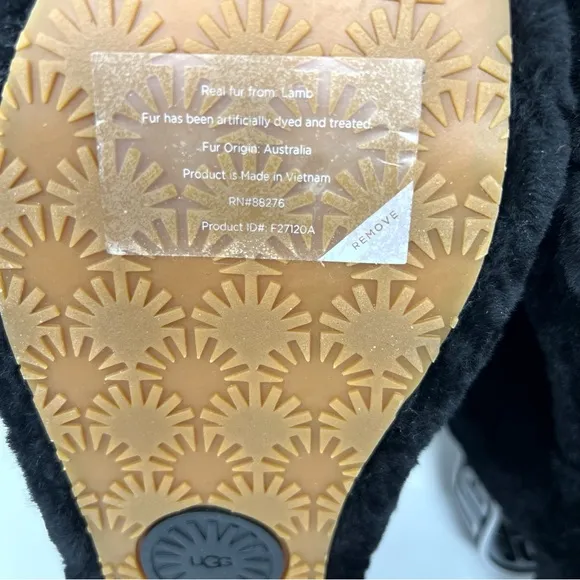 Real fur from: Lamb
Fur has been artificially dyed and treated.
Fur Origin: Australia
Product is Made in Vietnam
RN#88276
Product ID#: F27120A
REMOVE
UGG